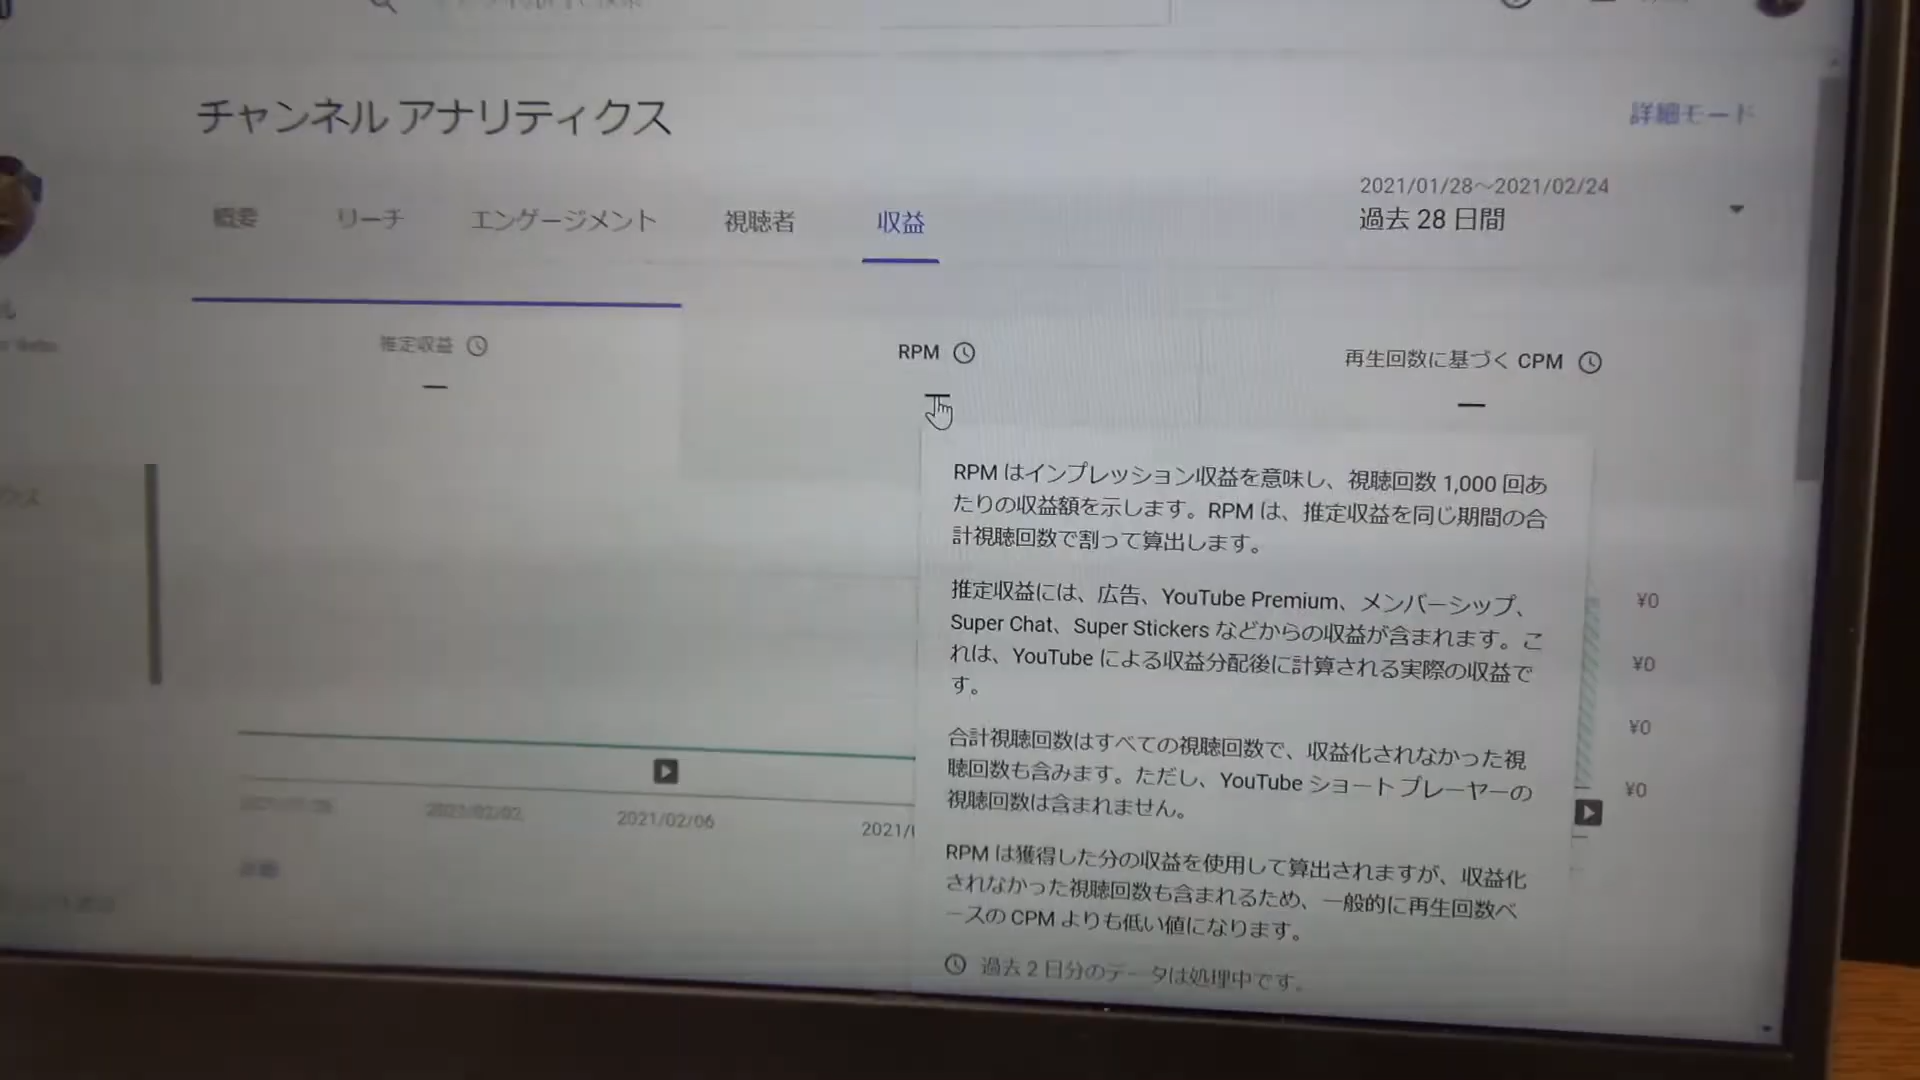 チャンネル アナリティクス
詳細モード
概要
リーチ
エンゲージメント
視聴者
収益
2021/01/28～2021/02/24
過去 28 日間
推定収益
—
RPM
再生回数に基づく CPM
—
RPM はインプレッション収益を意味し、視聴回数 1,000 回あ
たりの収益額を示します。RPM は、推定収益を同じ期間の合
計視聴回数で割って算出します。
推定収益には、広告、YouTube Premium、メンバーシップ、
Super Chat、Super Stickers などからの収益が含まれます。こ
れは、YouTube による収益分配後に計算される実際の収益で
す。
合計視聴回数はすべての視聴回数で、収益化されなかった視
聴回数も含みます。ただし、YouTube ショート プレーヤーの
視聴回数は含まれません。
RPM は獲得した分の収益を使用して算出されますが、収益化
されなかった視聴回数も含まれるため、一般的に再生回数ベ
ースの CPM よりも低い値になります。
過去 2 日分のデータは処理中です。
¥0
¥0
¥0
¥0
2021/02/02
2021/02/06
2021/